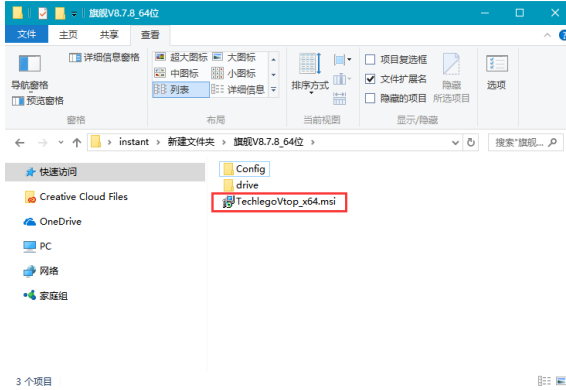 旗舰V8.7.8_64位
文件 主页 共享 查看
导航窗格
预览窗格
详细信息窗格
窗格
超大图标 大图标
中图标 小图标
列表 详细信息
布局
排序方式
当前视图
项目复选框
文件扩展名
隐藏的项目
隐藏
所选项目
显示/隐藏
选项
instant 新建文件夹 旗舰V8.7.8_64位
搜索"旗舰...
快速访问
Creative Cloud Files
OneDrive
PC
网络
家庭组
Config
drive
TechlegoVtop_x64.msi
3 个项目